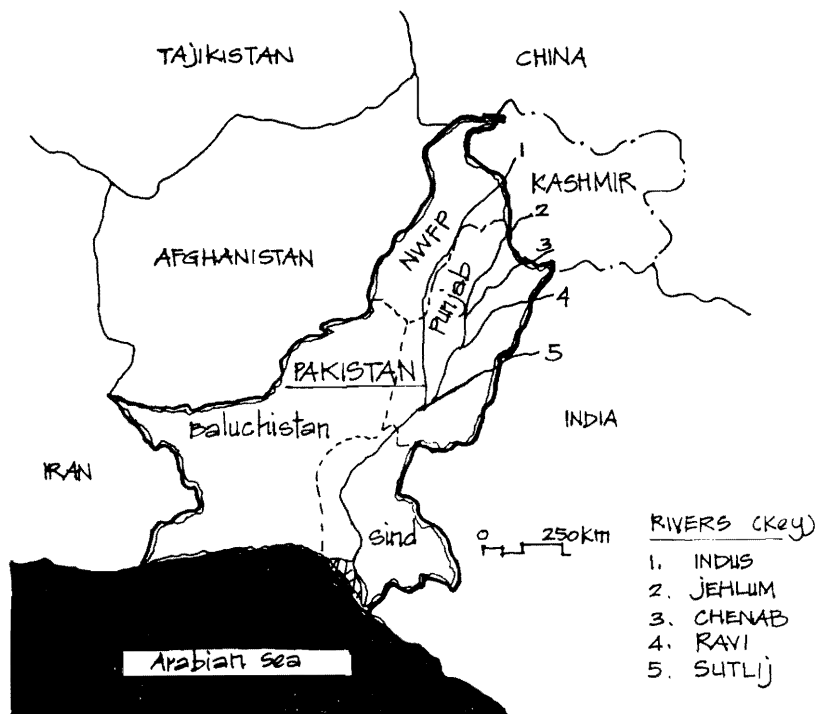 TAJIKISTAN
CHINA
1
KASHMIR
2
AFGHANISTAN
NWFP
3
Punjab
4
5
PAKISTAN
Baluchistan
INDIA
IRAN
Sind
0 250km
RIVERS (Key)
1. INDUS
2. JEHLUM
3. CHENAB
4. RAVI
5. SUTLIJ
Arabian Sea